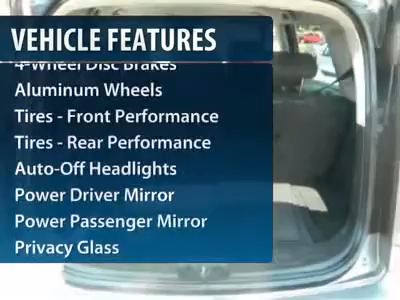 VEHICLE FEATURES
4-Wheel Disc Brakes
Aluminum Wheels
Tires - Front Performance
Tires - Rear Performance
Auto-Off Headlights
Power Driver Mirror
Power Passenger Mirror
Privacy Glass